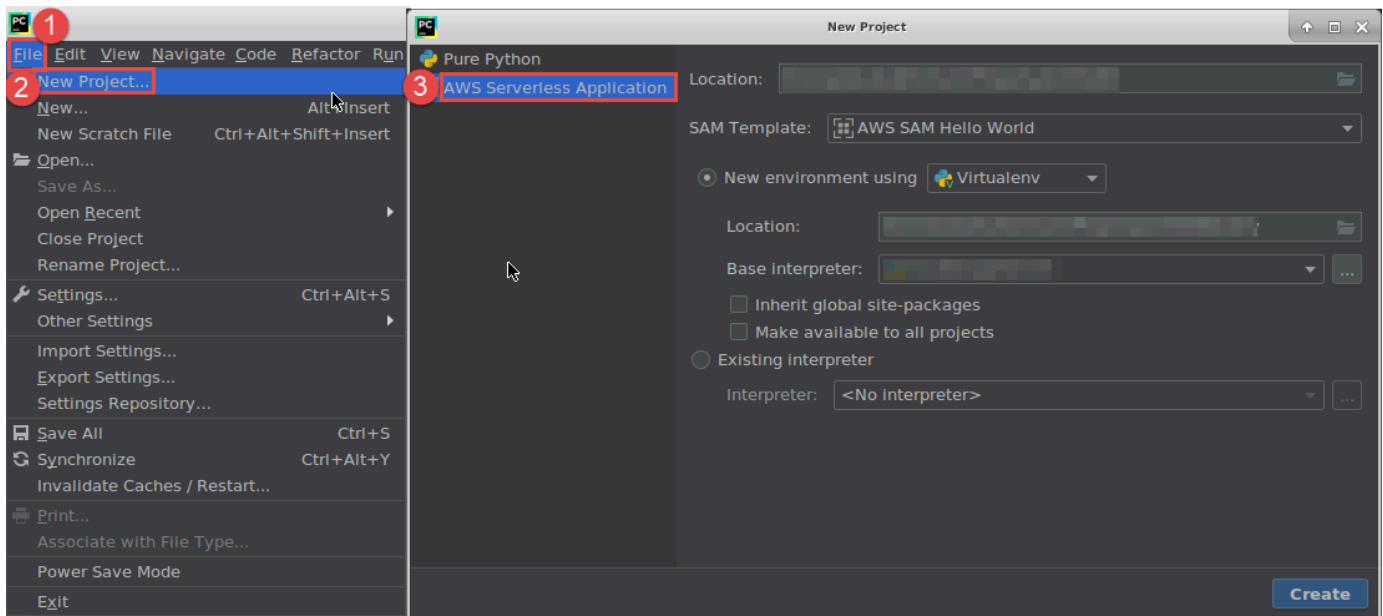 PC
1
File Edit View Navigate Code Refactor Run
2
New Project...
New... Alt+Insert
New Scratch File Ctrl+Alt+Shift+Insert
Open...
Save As...
Open Recent
Close Project
Rename Project...
Settings... Ctrl+Alt+S
Other Settings
Import Settings...
Export Settings...
Settings Repository...
Save All Ctrl+S
Synchronize Ctrl+Alt+Y
Invalidate Caches / Restart...
Print...
Associate with File Type...
Power Save Mode
Exit
PC
New Project
Pure Python
3
AWS Serverless Application
Location:
SAM Template: AWS SAM Hello World
New environment using Virtualenv
Location:
Base interpreter: ...
Inherit global site-packages
Make available to all projects
Existing interpreter
Interpreter: <No interpreter> ...
Create